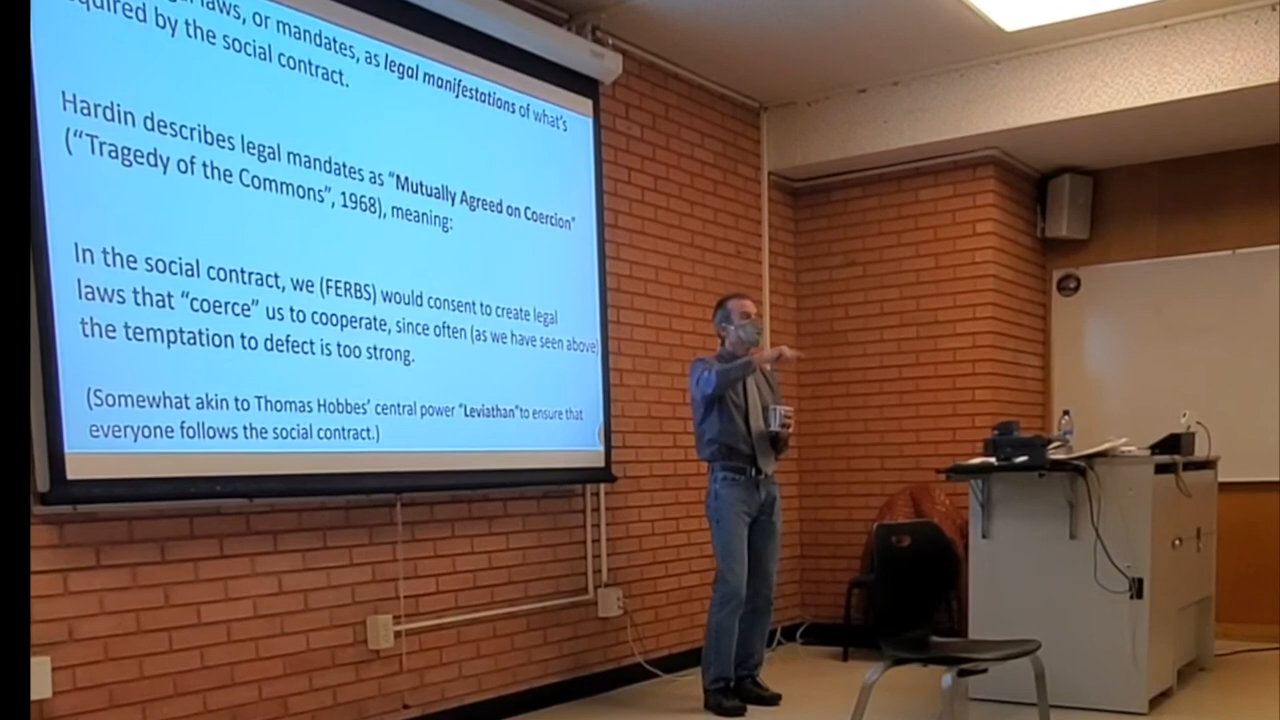 laws, or mandates, as legal manifestations of what's
quired by the social contract.
Hardin describes legal mandates as "Mutually Agreed on Coercion"
("Tragedy of the Commons", 1968), meaning:
In the social contract, we (FERBS) would consent to create legal
laws that "coerce" us to cooperate, since often (as we have seen above)
the temptation to defect is too strong.
(Somewhat akin to Thomas Hobbes' central power "Leviathan"to ensure that
everyone follows the social contract.)